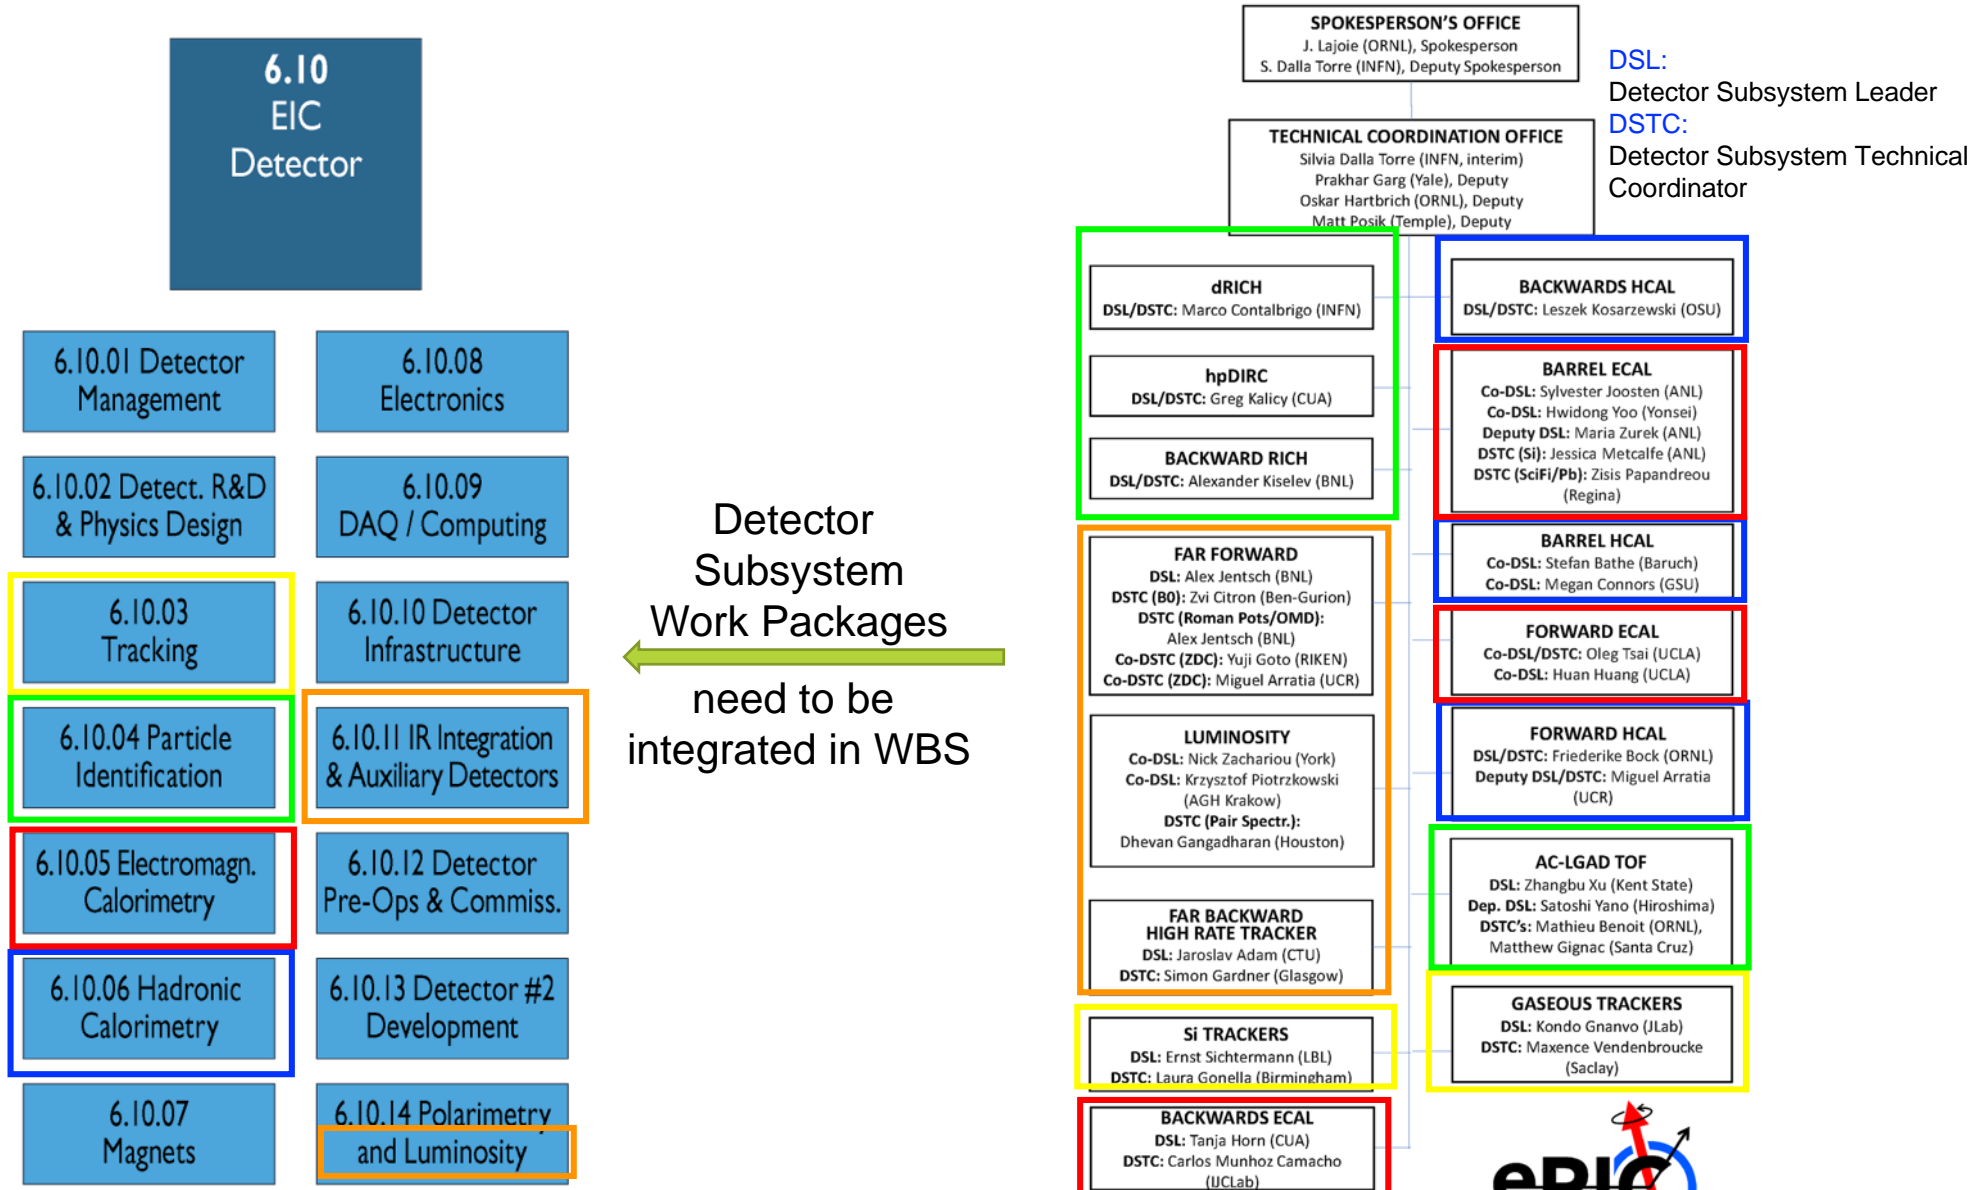 6.10
EIC
Detector
6.10.01 Detector
Management
6.10.08
Electronics
6.10.02 Detect. R&D
& Physics Design
6.10.09
DAQ / Computing
6.10.03
Tracking
6.10.10 Detector
Infrastructure
6.10.04 Particle
Identification
6.10.11 IR Integration
& Auxiliary Detectors
6.10.05 Electromagn.
Calorimetry
6.10.12 Detector
Pre-Ops & Commiss.
6.10.06 Hadronic
Calorimetry
6.10.13 Detector #2
Development
6.10.07
Magnets
6.10.14 Polarimetry
and Luminosity
Detector
Subsystem
Work Packages
need to be
integrated in WBS
SPOKESPERSON'S OFFICE
J. Lajoie (ORNL), Spokesperson
S. Dalla Torre (INFN), Deputy Spokesperson
DSL:
Detector Subsystem Leader
DSTC:
Detector Subsystem Technical
Coordinator
TECHNICAL COORDINATION OFFICE
Silvia Dalla Torre (INFN, interim)
Prakhar Garg (Yale), Deputy
Oskar Hartbrich (ORNL), Deputy
Matt Posik (Temple), Deputy
dRICH
DSL/DSTC: Marco Contalbrigo (INFN)
hpDIRC
DSL/DSTC: Greg Kalicy (CUA)
BACKWARD RICH
DSL/DSTC: Alexander Kiselev (BNL)
FAR FORWARD
DSL: Alex Jentsch (BNL)
DSTC (B0): Zvi Citron (Ben-Gurion)
DSTC (Roman Pots/OMD):
Alex Jentsch (BNL)
Co-DSTC (ZDC): Yuji Goto (RIKEN)
Co-DSTC (ZDC): Miguel Arratia (UCR)
LUMINOSITY
Co-DSL: Nick Zachariou (York)
Co-DSL: Krzysztof Piotrzkowski
(AGH Krakow)
DSTC (Pair Spectr.):
Dhevan Gangadharan (Houston)
FAR BACKWARD
HIGH RATE TRACKER
DSL: Jaroslav Adam (CTU)
DSTC: Simon Gardner (Glasgow)
Si TRACKERS
DSL: Ernst Sichtermann (LBL)
DSTC: Laura Gonella (Birmingham)
BACKWARDS ECAL
DSL: Tanja Horn (CUA)
DSTC: Carlos Munhoz Camacho
(IJCLab)
BACKWARDS HCAL
DSL/DSTC: Leszek Kosarzewski (OSU)
BARREL ECAL
Co-DSL: Sylvester Joosten (ANL)
Co-DSL: Hwidong Yoo (Yonsei)
Deputy DSL: Maria Zurek (ANL)
DSTC (Si): Jessica Metcalfe (ANL)
DSTC (SciFi/Pb): Zisis Papandreou
(Regina)
BARREL HCAL
Co-DSL: Stefan Bathe (Baruch)
Co-DSL: Megan Connors (GSU)
FORWARD ECAL
Co-DSL/DSTC: Oleg Tsai (UCLA)
Co-DSL: Huan Huang (UCLA)
FORWARD HCAL
DSL/DSTC: Friederike Bock (ORNL)
Deputy DSL/DSTC: Miguel Arratia
(UCR)
AC-LGAD TOF
DSL: Zhangbu Xu (Kent State)
Dep. DSL: Satoshi Yano (Hiroshima)
DSTC's: Mathieu Benoit (ORNL),
Matthew Gignac (Santa Cruz)
GASEOUS TRACKERS
DSL: Kondo Gnanvo (JLab)
DSTC: Maxence Vendenbroucke
(Saclay)
ePIC